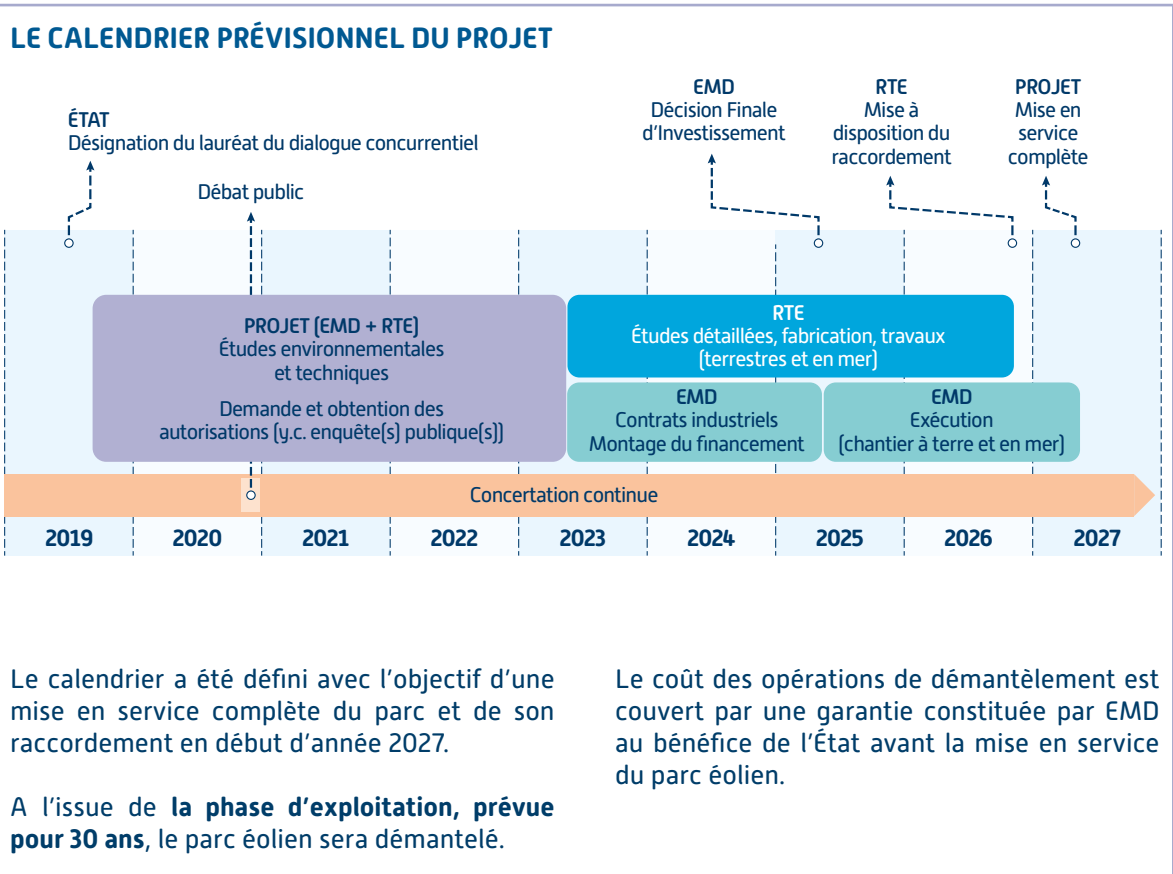 LE CALENDRIER PRÉVISIONNEL DU PROJET
ÉTAT
Désignation du lauréat du dialogue concurrentiel
Débat public
EMD
Décision Finale
d'Investissement
RTE
Mise à
disposition du
raccordement
PROJET
Mise en
service
complète
PROJET (EMD + RTE)
Études environnementales
et techniques
Demande et obtention des
autorisations (y.c. enquête(s) publique(s))
RTE
Études détaillées, fabrication, travaux
(terrestres et en mer)
EMD
Contrats industriels
Montage du financement
EMD
Exécution
(chantier à terre et en mer)
Concertation continue
2019 2020 2021 2022 2023 2024 2025 2026 2027
Le calendrier a été défini avec l'objectif d'une
mise en service complète du parc et de son
raccordement en début d'année 2027.
A l'issue de la phase d'exploitation, prévue
pour 30 ans, le parc éolien sera démantelé.
Le coût des opérations de démantèlement est
couvert par une garantie constituée par EMD
au bénéfice de l'État avant la mise en service
du parc éolien.